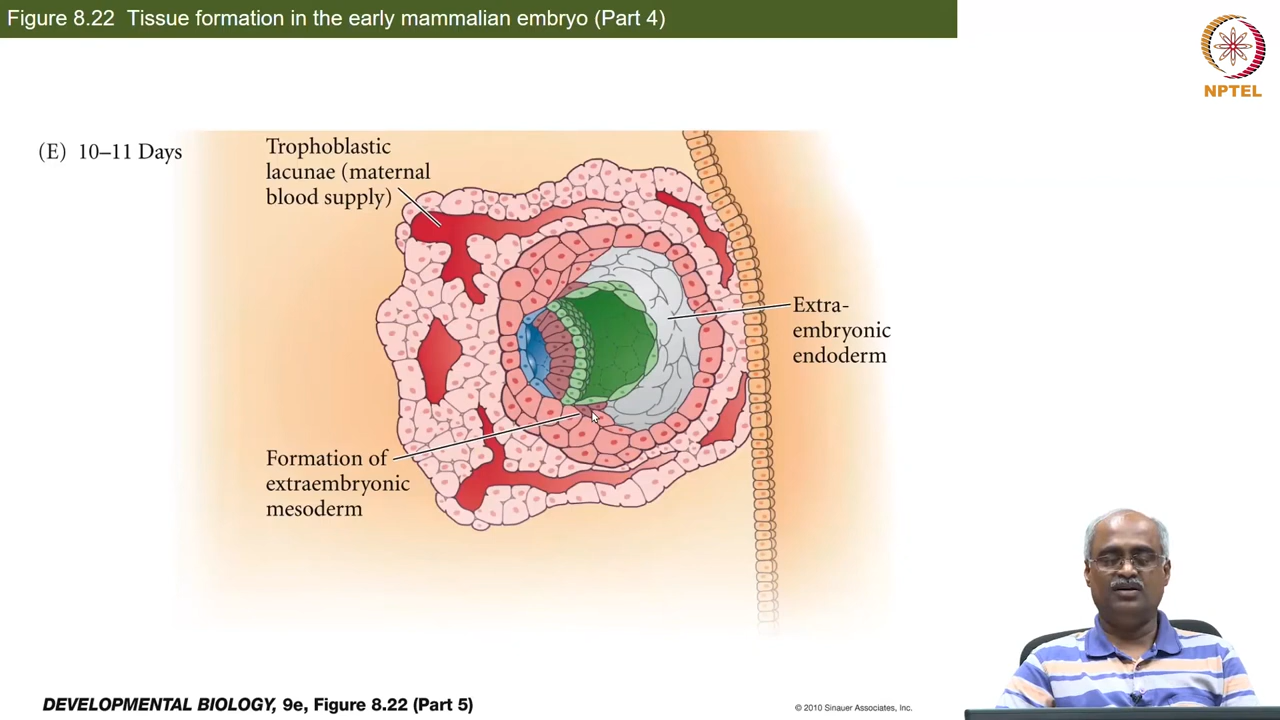 Figure 8.22  Tissue formation in the early mammalian embryo (Part 4)
NPTEL
(E)  10–11 Days
Trophoblastic
lacunae (maternal
blood supply)
Extra-
embryonic
endoderm
Formation of
extraembryonic
mesoderm
DEVELOPMENTAL BIOLOGY, 9e, Figure 8.22 (Part 5)
© 2010 Sinauer Associates, Inc.